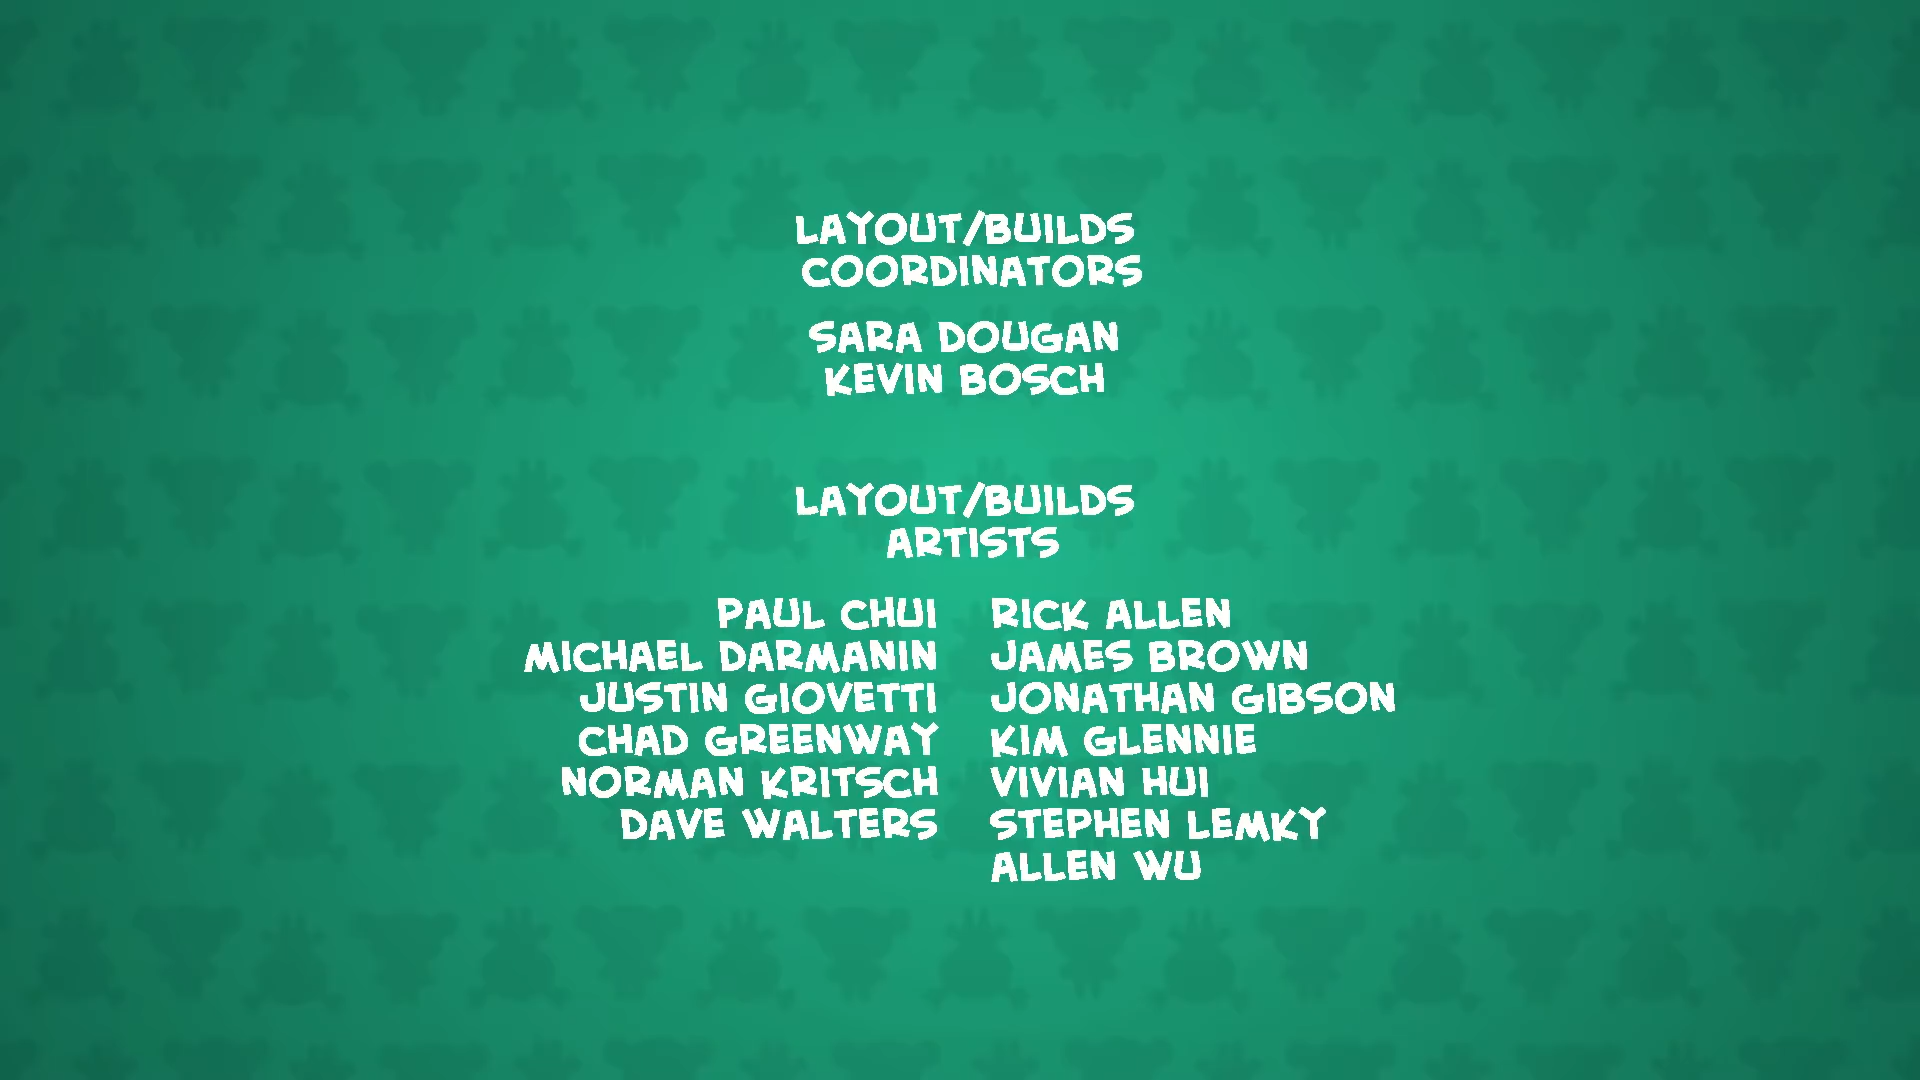 LAYOUT/BUILDS
COORDINATORS
SARA DOUGAN
KEVIN BOSCH
LAYOUT/BUILDS
ARTISTS
PAUL CHUI
MICHAEL DARMANIN
JUSTIN GIOVETTI
CHAD GREENWAY
NORMAN KRITSCH
DAVE WALTERS
RICK ALLEN
JAMES BROWN
JONATHAN GIBSON
KIM GLENNIE
VIVIAN HUI
STEPHEN LEMKY
ALLEN WU